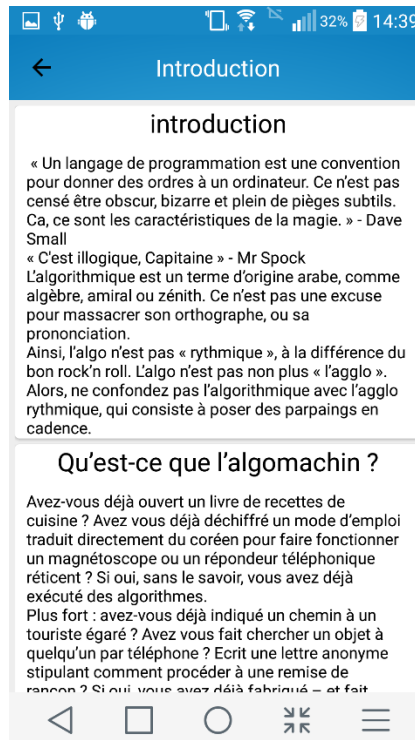 32% 14:39
Introduction
introduction
« Un langage de programmation est une convention
pour donner des ordres à un ordinateur. Ce n’est pas
censé être obscur, bizarre et plein de pièges subtils.
Ca, ce sont les caractéristiques de la magie. » - Dave
Small
« C'est illogique, Capitaine » - Mr Spock
L’algorithmique est un terme d’origine arabe, comme
algèbre, amiral ou zénith. Ce n’est pas une excuse
pour massacrer son orthographe, ou sa
prononciation.
Ainsi, l’algo n’est pas « rythmique », à la différence du
bon rock’n roll. L’algo n’est pas non plus « l’agglo ».
Alors, ne confondez pas l’algorithmique avec l’agglo
rythmique, qui consiste à poser des parpaings en
cadence.
Qu’est-ce que l’algomachin ?
Avez-vous déjà ouvert un livre de recettes de
cuisine ? Avez vous déjà déchiffré un mode d’emploi
traduit directement du coréen pour faire fonctionner
un magnétoscope ou un répondeur téléphonique
réticent ? Si oui, sans le savoir, vous avez déjà
exécuté des algorithmes.
Plus fort : avez-vous déjà indiqué un chemin à un
touriste égaré ? Avez vous fait chercher un objet à
quelqu’un par téléphone ? Ecrit une lettre anonyme
stipulant comment procéder à une remise de
rançon ? Si oui, vous avez déjà fabriqué – et fait